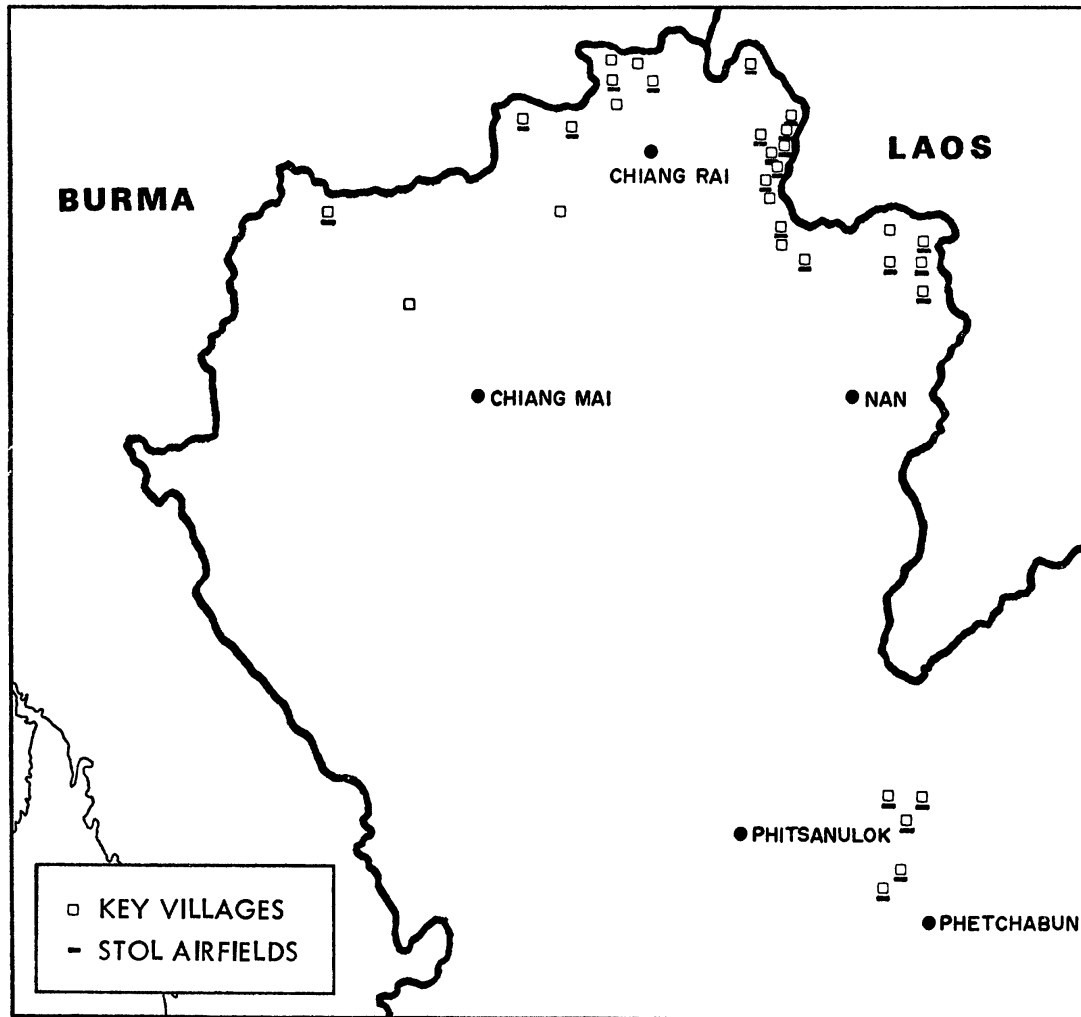 LAOS
CHIANG RAI
BURMA
CHIANG MAI
NAN
PHITSANULOK
PHETCHABUN
KEY VILLAGES
STOL AIRFIELDS